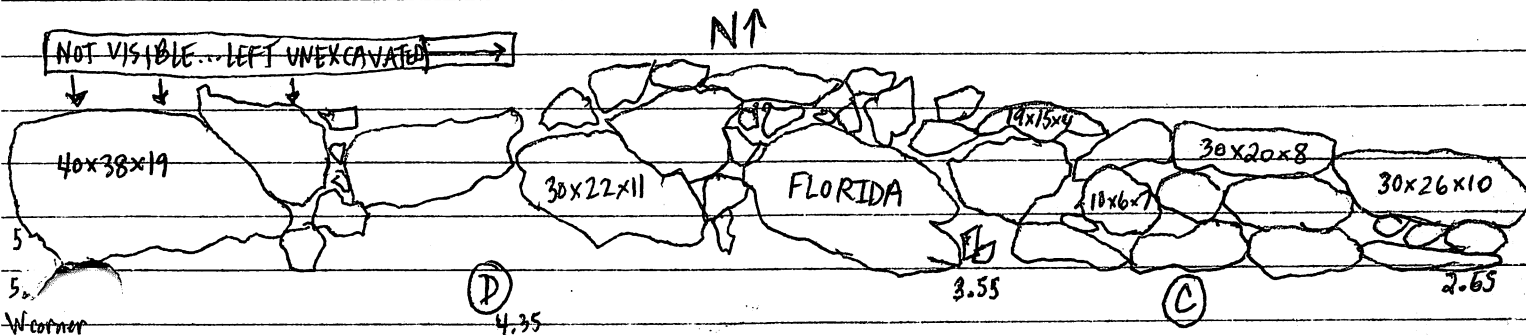 N↑
NOT VISIBLE...LEFT UNEXCAVATED
19x15x4
40x38x19
30x20x8
30x22x11
FLORIDA
10x6x7
30x26x10
5
5.
D
3.55
C
2.65
W corner
4.35